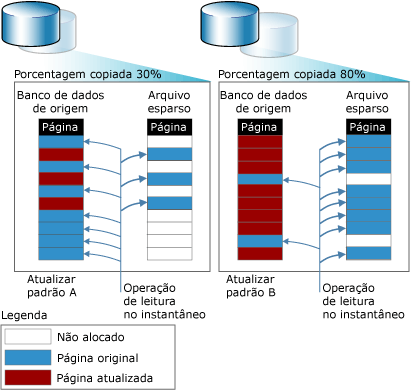 Porcentagem copiada 30%
Banco de dados
de origem
Arquivo
esparso
Página
Página
Atualizar
padrão A
Operação
de leitura
no instantâneo
Porcentagem copiada 80%
Banco de dados
de origem
Arquivo
esparso
Página
Página
Atualizar
padrão B
Operação
de leitura
no instantâneo
Legenda
Não alocado
Página original
Página atualizada